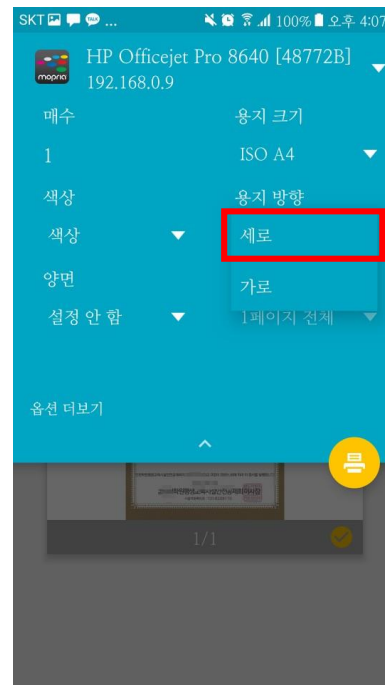 SKT ... 100% 오후 4:07
HP Officejet Pro 8640 [48772B]
mopria
192.168.0.9
매수 용지 크기
1 ISO A4
색상 용지 방향
색상 세로
양면 가로
설정 안 함 1페이지 전체
옵션 더보기
1/1